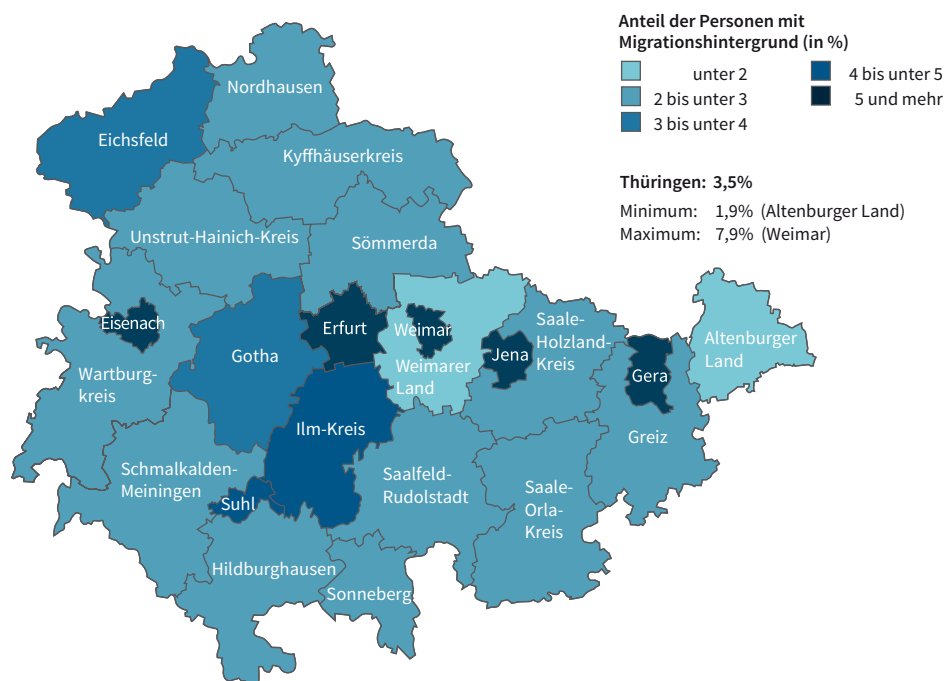 Anteil der Personen mit
Migrationshintergrund (in %)
unter 2
2 bis unter 3
3 bis unter 4
4 bis unter 5
5 und mehr
Thüringen: 3,5%
Minimum: 1,9% (Altenburger Land)
Maximum: 7,9% (Weimar)
Nordhausen
Eichsfeld
Kyffhäuserkreis
Unstrut-Hainich-Kreis
Sömmerda
Eisenach
Erfurt
Weimar
Saale-
Holzland-
Kreis
Altenburger
Land
Gotha
Jena
Weimarer
Land
Wartburg-
kreis
Gera
Ilm-Kreis
Greiz
Schmalkalden-
Meiningen
Saalfeld-
Rudolstadt
Suhl
Saale-
Orla-
Kreis
Hildburghausen
Sonneberg